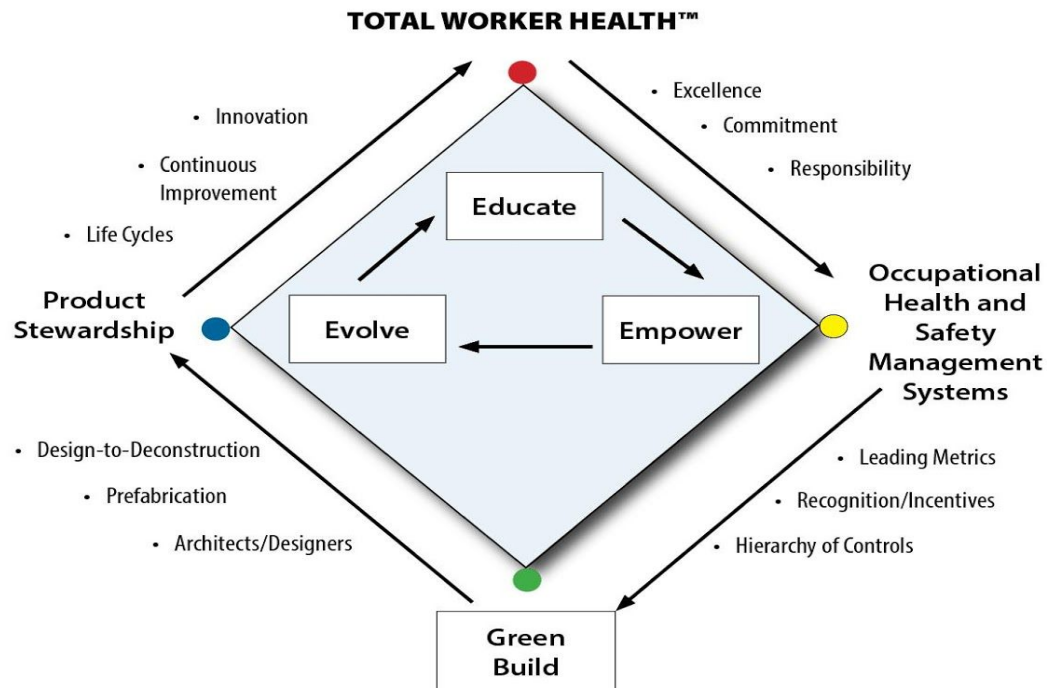 TOTAL WORKER HEALTH™
• Excellence
• Innovation
• Commitment
• Continuous
Improvement
• Responsibility
Educate
• Life Cycles
Product
Stewardship
Evolve
Empower
Occupational
Health and
Safety
Management
Systems
• Design-to-Deconstruction
• Leading Metrics
• Prefabrication
• Recognition/Incentives
• Architects/Designers
• Hierarchy of Controls
Green
Build